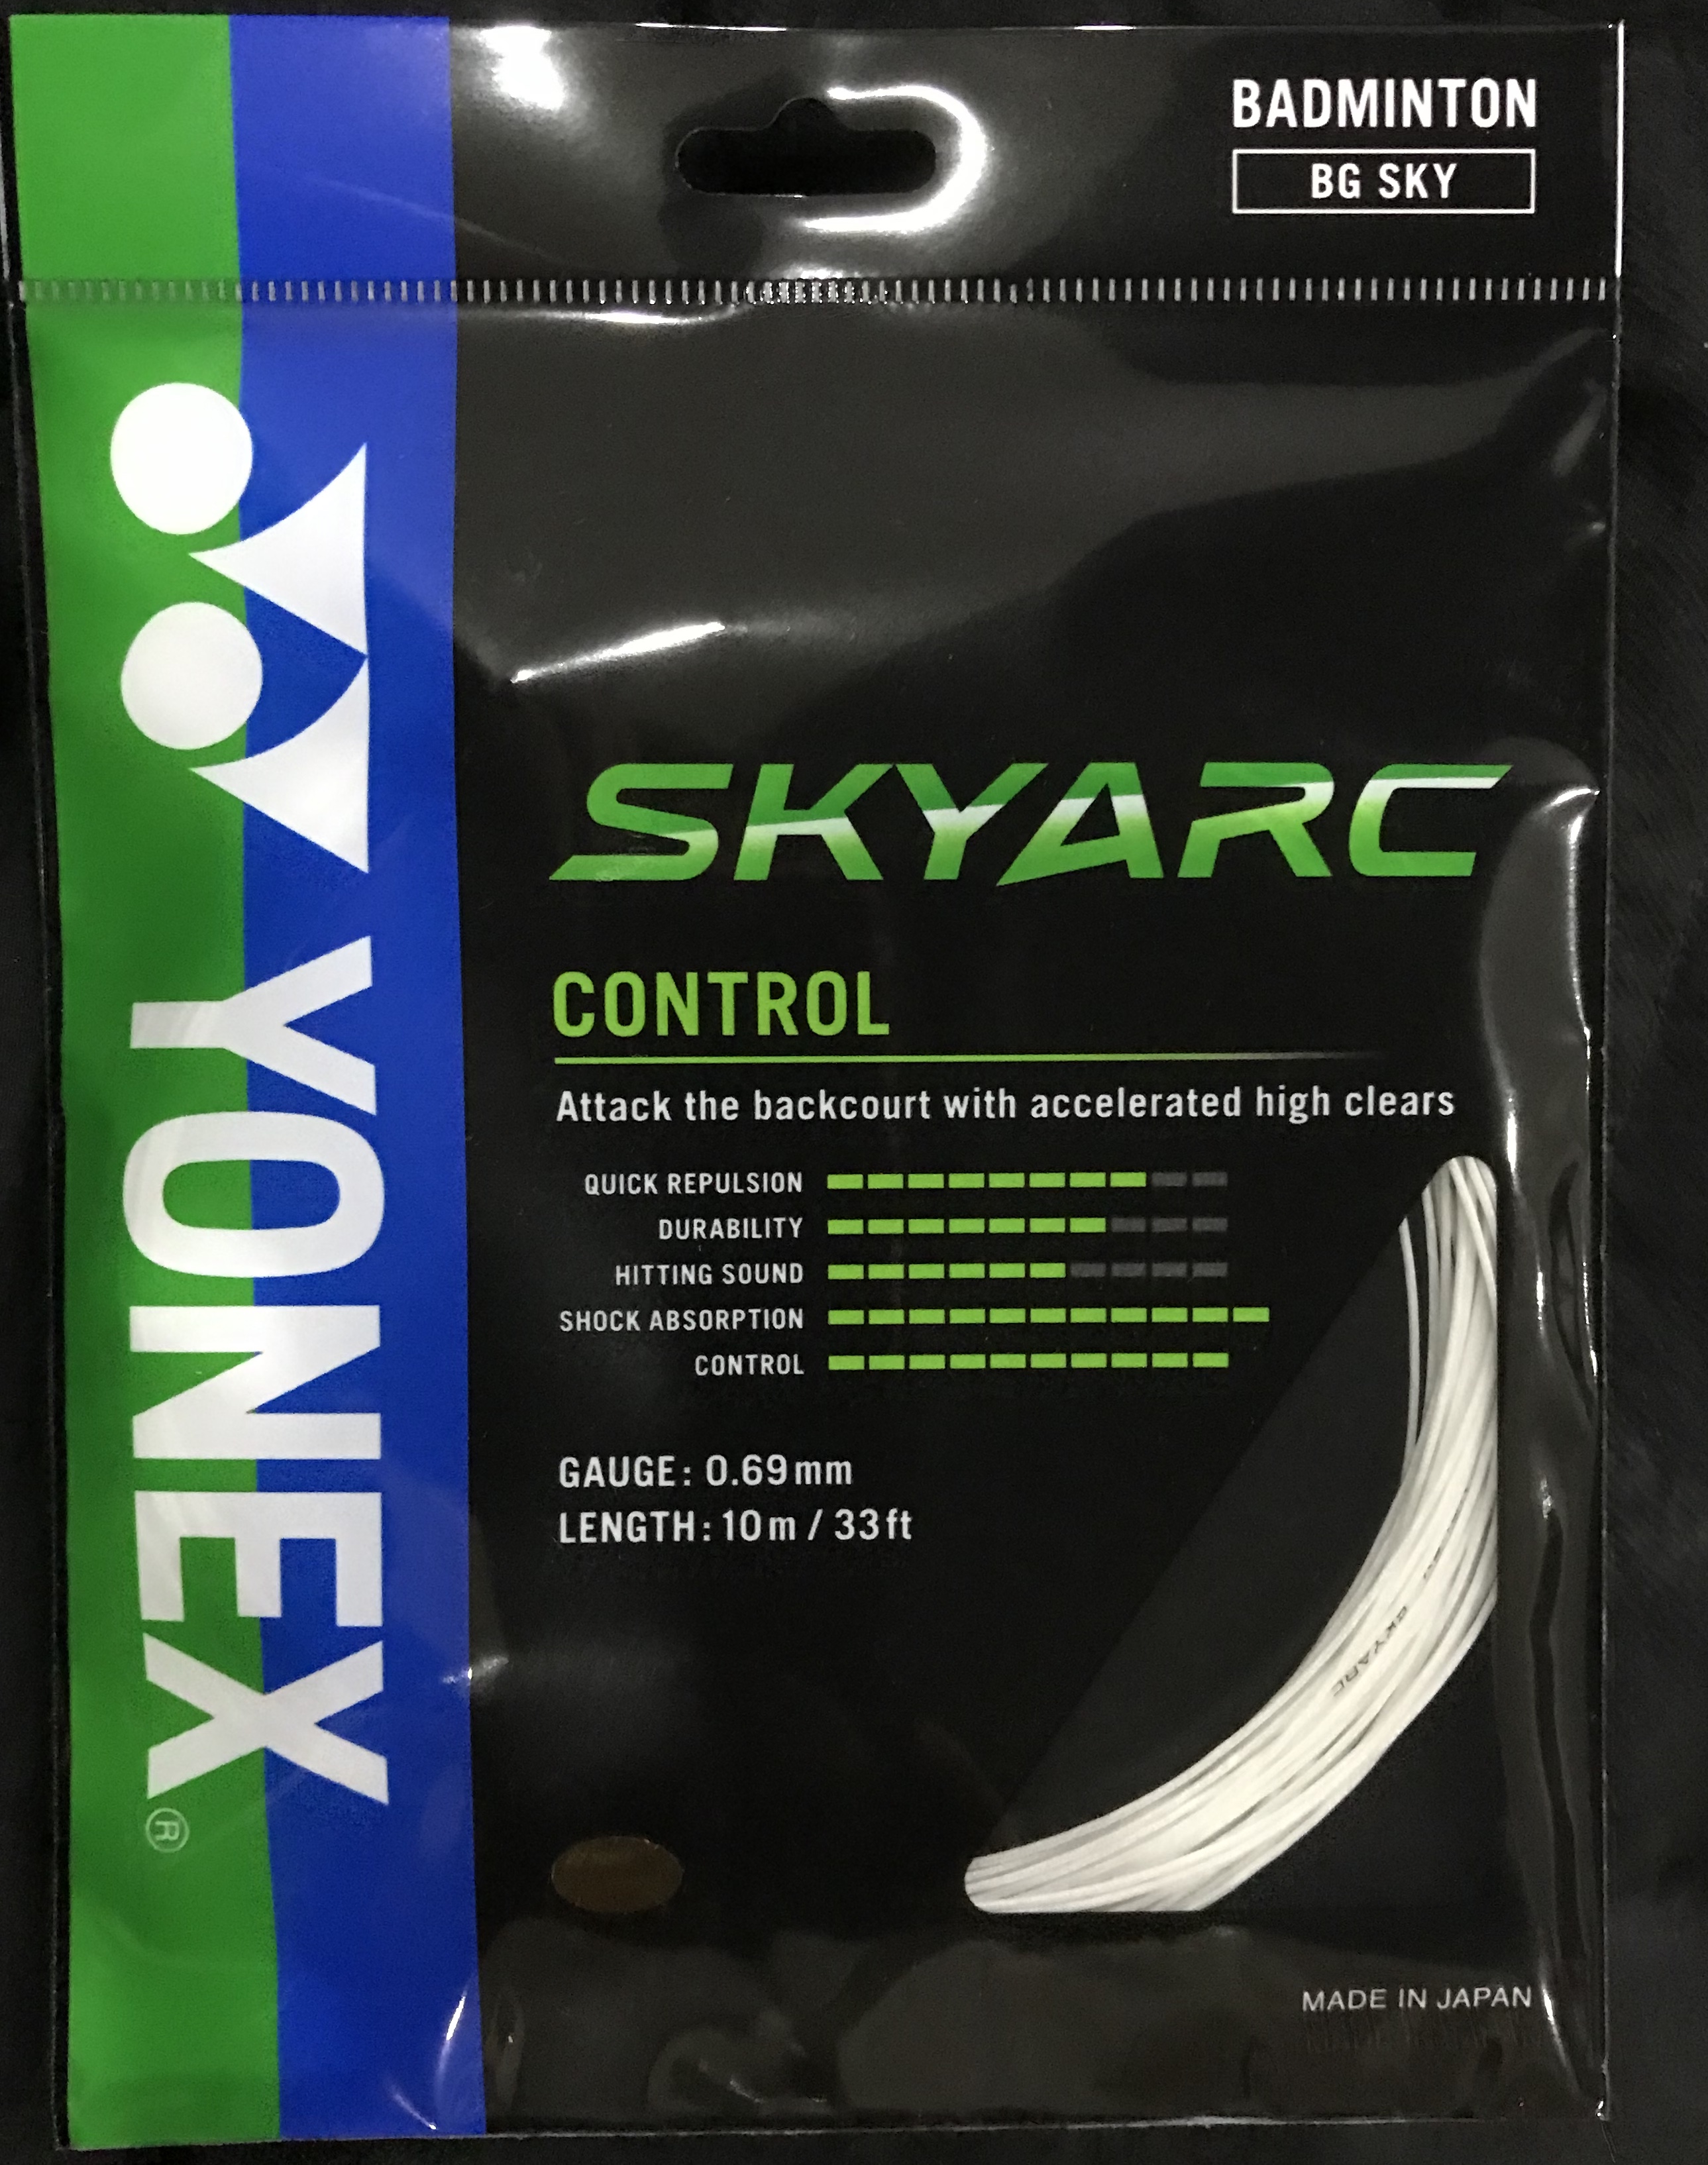 BADMINTON
BG SKY
YONEX®
SKYARC
CONTROL
Attack the backcourt with accelerated high clears
QUICK REPULSION
DURABILITY
HITTING SOUND
SHOCK ABSORPTION
CONTROL
GAUGE: 0.69mm
LENGTH: 10m / 33ft
SKYARC
MADE IN JAPAN